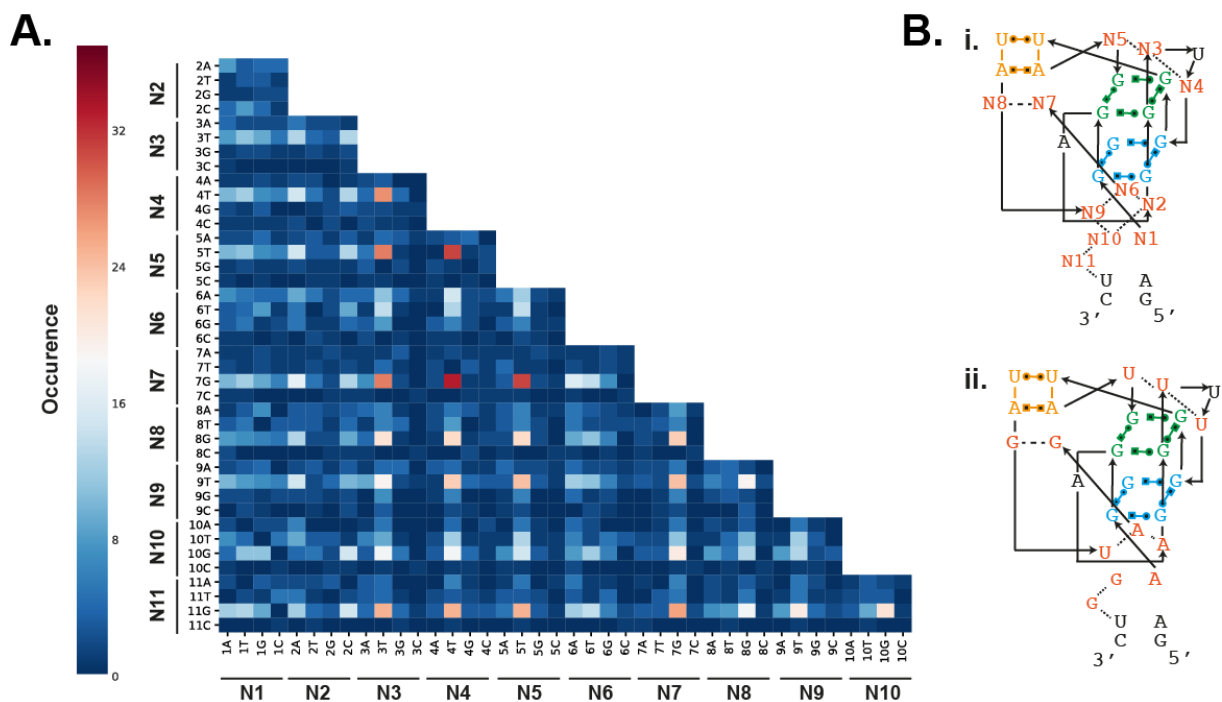 A.
Occurence
32
24
16
8
0
N2
2A
2T
2G
2C
N3
3A
3T
3G
3C
N4
4A
4T
4G
4C
N5
5A
5T
5G
5C
N6
6A
6T
6G
6C
N7
7A
7T
7G
7C
N8
8A
8T
8G
8C
N9
9A
9T
9G
9C
N10
10A
10T
10G
10C
N11
11A
11T
11G
11C
1A 1T 1G 1C 2A 2T 2G 2C 3A 3T 3G 3C 4A 4T 4G 4C 5A 5T 5G 5C 6A 6T 6G 6C 7A 7T 7G 7C 8A 8T 8G 8C 9A 9T 9G 9C 10A 10T 10G 10C
N1 N2 N3 N4 N5 N6 N7 N8 N9 N10
B.
i.
U U N5 N3 U
A A G G N4
N8 N7 G G
A G G
G G
N6
N9 N2
N10 N1
N11
U A
C G
3' 5'
ii.
U U U U U
A A G G U
G G G G
A G G
G G
A
U A
G A
G
U A
C G
3' 5'